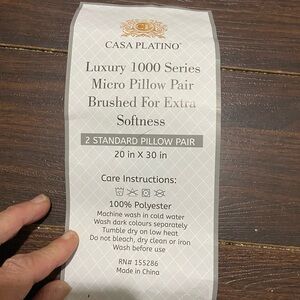 CASA PLATINO
Luxury 1000 Series
Micro Pillow Pair
Brushed For Extra
Softness
2 STANDARD PILLOW PAIR
20 in X 30 in
Care Instructions:
100% Polyester
Machine wash in cold water
Wash dark colours separately
Tumble dry on low heat
Do not bleach, dry clean or iron
Wash before use
RN# 155286
Made in China